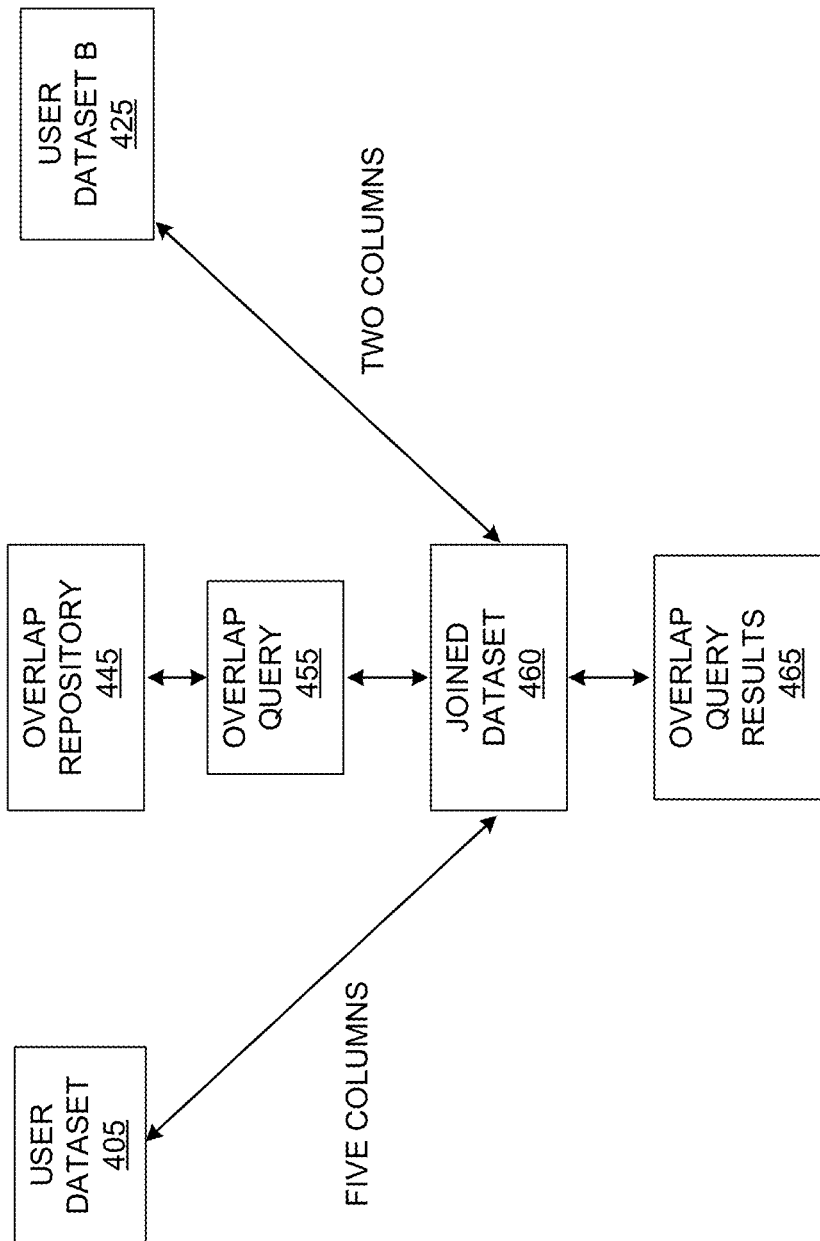 USER
DATASET
405
FIVE COLUMNS
OVERLAP
REPOSITORY
445
OVERLAP
QUERY
455
JOINED
DATASET
460
OVERLAP
QUERY
RESULTS
465
USER
DATASET B
425
TWO COLUMNS